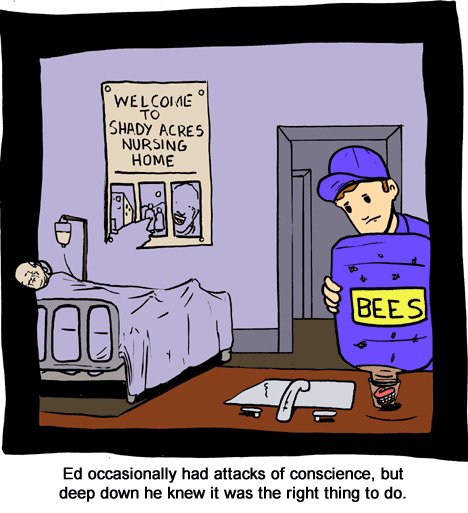 WELCOME
TO
SHADY ACRES
NURSING
HOME
BEES
Ed occasionally had attacks of conscience, but
deep down he knew it was the right thing to do.